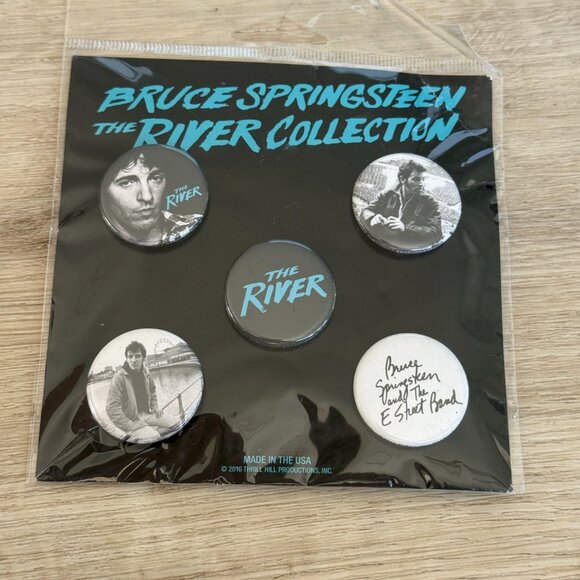 BRUCE SPRINGSTEEN
THE RIVER COLLECTION
THE
RIVER
THE
RIVER
Bruce
Springsteen
and The
E Street Band
MADE IN THE USA
© 2016 THRILL HILL PRODUCTIONS, INC.